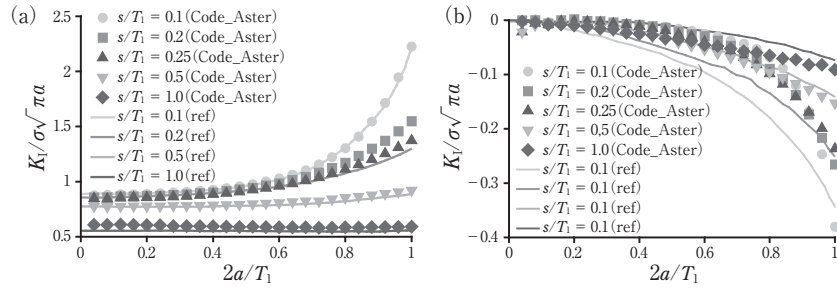 (a)
2.5
2
1.5
1
0.5
K_I/σ√πa
s/T₁ = 0.1 (Code_Aster)
s/T₁ = 0.2 (Code_Aster)
s/T₁ = 0.25 (Code_Aster)
s/T₁ = 0.5 (Code_Aster)
s/T₁ = 1.0 (Code_Aster)
s/T₁ = 0.1 (ref)
s/T₁ = 0.2 (ref)
s/T₁ = 0.5 (ref)
s/T₁ = 1.0 (ref)
0 0.2 0.4 0.6 0.8 1
2a/T₁
(b)
0
−0.1
−0.2
−0.3
−0.4
K_I/σ√πa
s/T₁ = 0.1 (Code_Aster)
s/T₁ = 0.2 (Code_Aster)
s/T₁ = 0.25 (Code_Aster)
s/T₁ = 0.5 (Code_Aster)
s/T₁ = 1.0 (Code_Aster)
s/T₁ = 0.1 (ref)
s/T₁ = 0.1 (ref)
s/T₁ = 0.1 (ref)
s/T₁ = 0.1 (ref)
0 0.2 0.4 0.6 0.8 1
2a/T₁